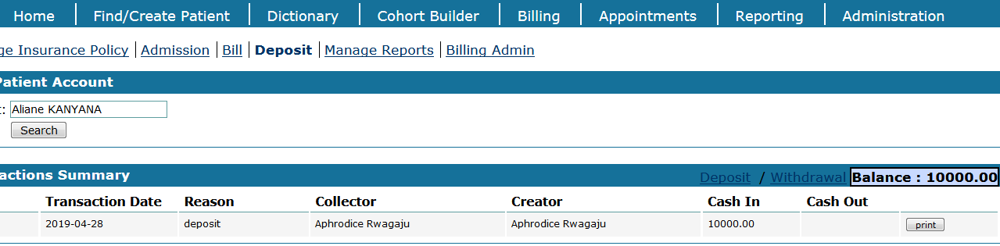 Home Find/Create Patient Dictionary Cohort Builder Billing Appointments Reporting Administration
ge Insurance Policy Admission Bill Deposit Manage Reports Billing Admin
Patient Account
: Aliane KANYANA
Search
actions Summary Deposit / Withdrawal Balance : 10000.00
Transaction Date Reason Collector Creator Cash In Cash Out
2019-04-28 deposit Aphrodice Rwagaju Aphrodice Rwagaju 10000.00 print